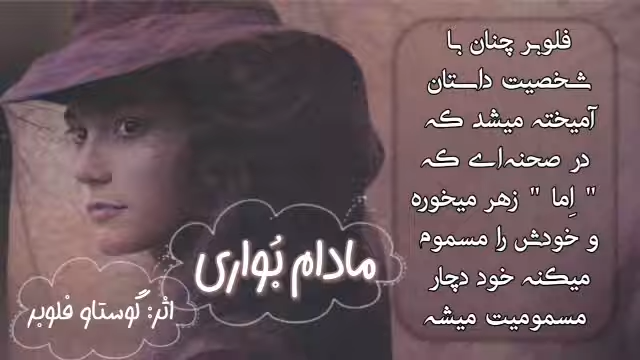 فلوبر چنان با
شخصیت داستان
آمیخته میشد که
در صحنه‌اے که
" اِما " زهر میخوره
و خودش را مسموم
میکنه خود دچار
مسمومیت میشه
مادام بُواری
اثر: گوستاو فلوبر